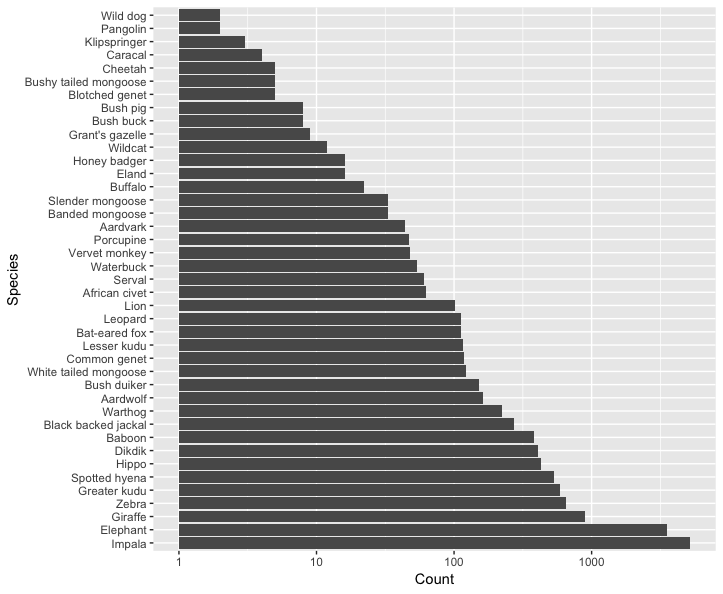 Wild dog
Pangolin
Klipspringer
Caracal
Cheetah
Bushy tailed mongoose
Blotched genet
Bush pig
Bush buck
Grant's gazelle
Wildcat
Honey badger
Eland
Buffalo
Slender mongoose
Banded mongoose
Aardvark
Porcupine
Vervet monkey
Waterbuck
Serval
African civet
Lion
Leopard
Bat-eared fox
Lesser kudu
Common genet
White tailed mongoose
Bush duiker
Aardwolf
Warthog
Black backed jackal
Baboon
Dikdik
Hippo
Spotted hyena
Greater kudu
Zebra
Giraffe
Elephant
Impala
Species
1 10 100 1000
Count